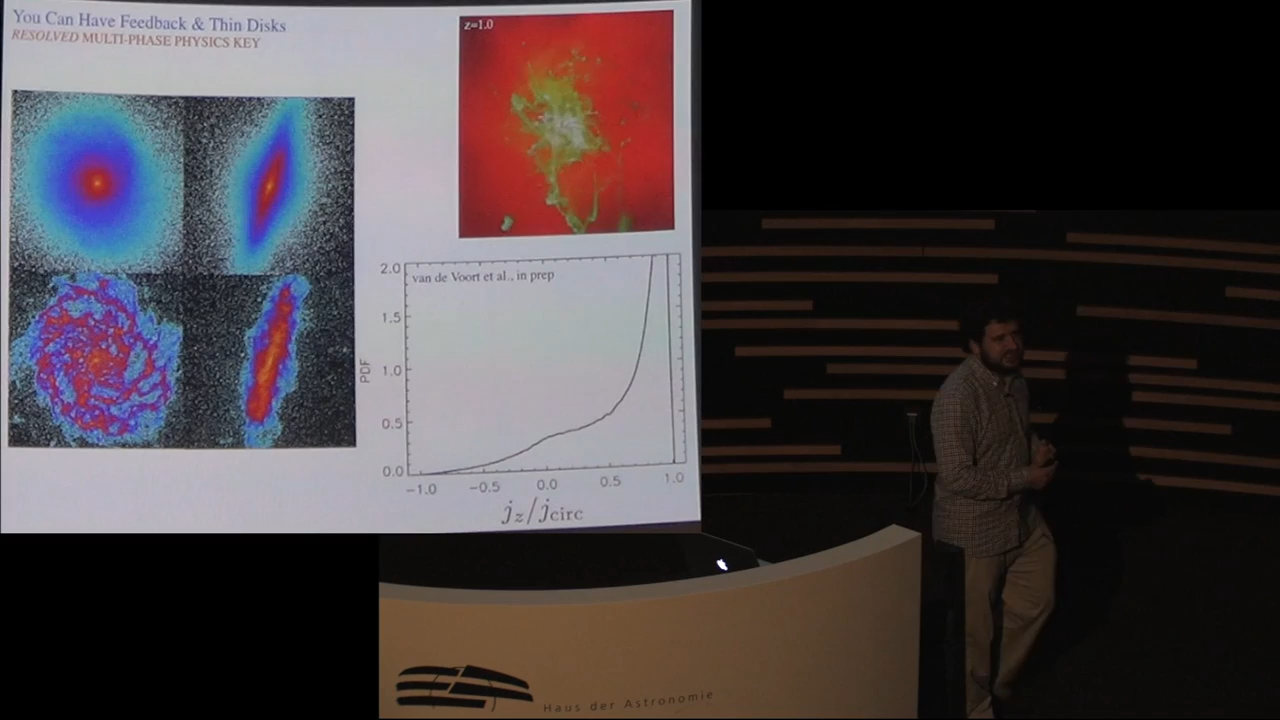 You Can Have Feedback & Thin Disks
RESOLVED MULTI-PHASE PHYSICS KEY
z=1.0
van de Voort et al., in prep
2.0
1.5
1.0
0.5
0.0
PDF
−1.0 −0.5 0.0 0.5 1.0
jz/jcirc
Haus der Astronomie